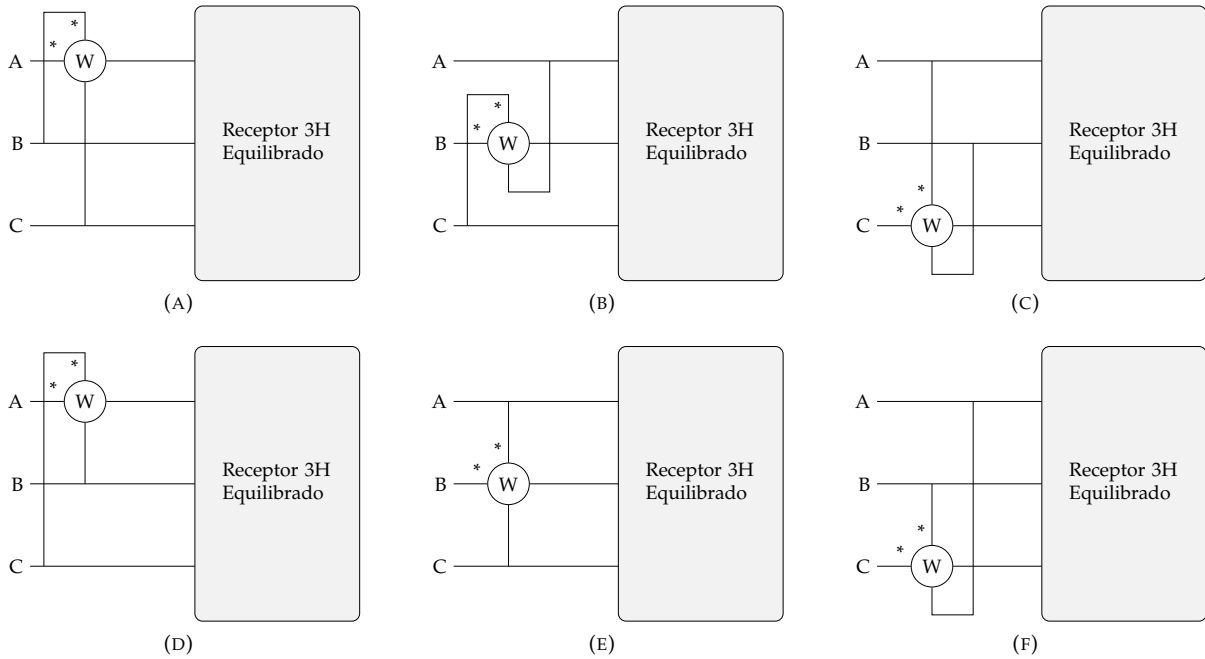 *
*
W
A
B
C
Receptor 3H
Equilibrado
(A)
A
*
*
B
W
C
Receptor 3H
Equilibrado
(B)
A
B
*
*
C
W
Receptor 3H
Equilibrado
(C)
*
*
A
W
B
C
Receptor 3H
Equilibrado
(D)
A
*
*
B
W
C
Receptor 3H
Equilibrado
(E)
A
B
*
*
C
W
Receptor 3H
Equilibrado
(F)